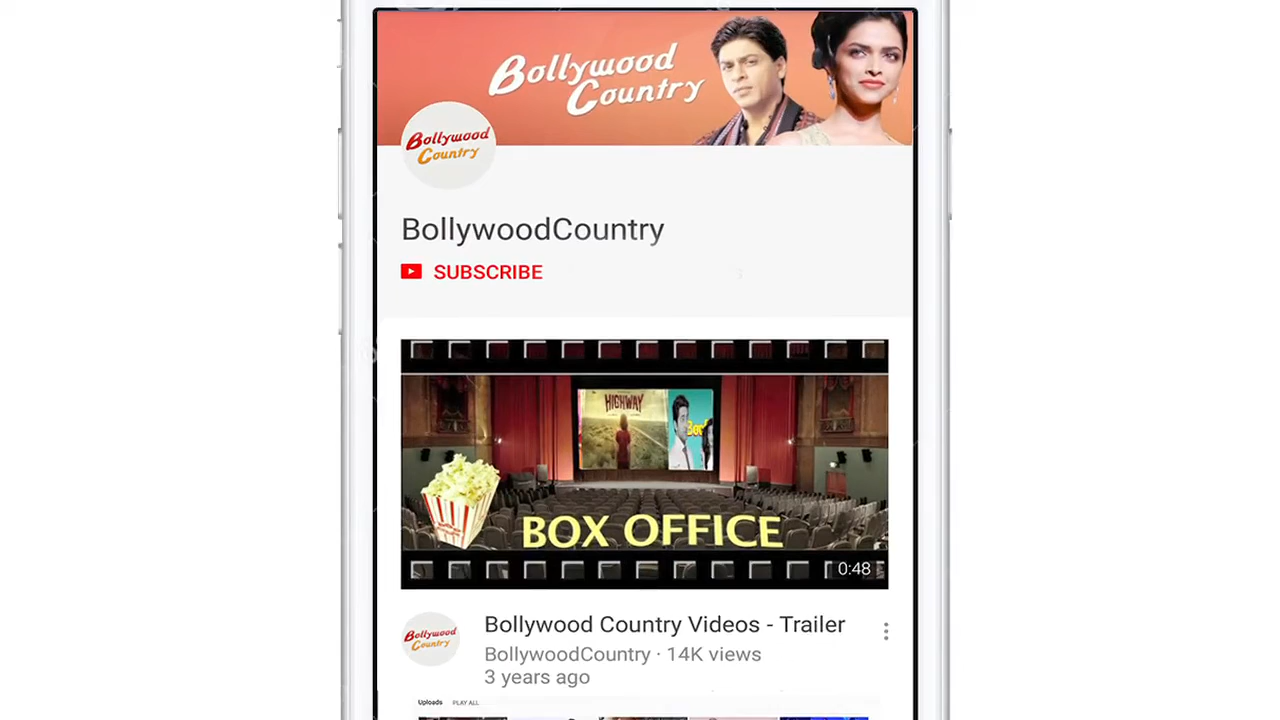 Bollywood
Country
Bollywood
Country
BollywoodCountry
SUBSCRIBE
HIGHWAY
BOX OFFICE
0:48
Bollywood
Country
Bollywood Country Videos - Trailer
BollywoodCountry · 14K views
3 years ago
Uploads PLAY ALL